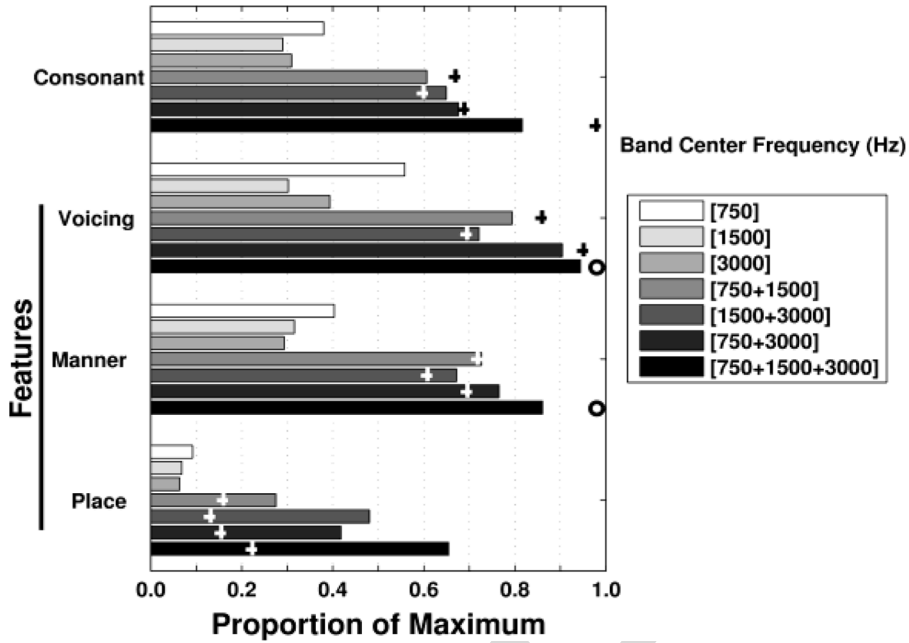 Consonant
Voicing
Manner
Place
Features
0.0 0.2 0.4 0.6 0.8 1.0
Proportion of Maximum
Band Center Frequency (Hz)
[750]
[1500]
[3000]
[750+1500]
[1500+3000]
[750+3000]
[750+1500+3000]